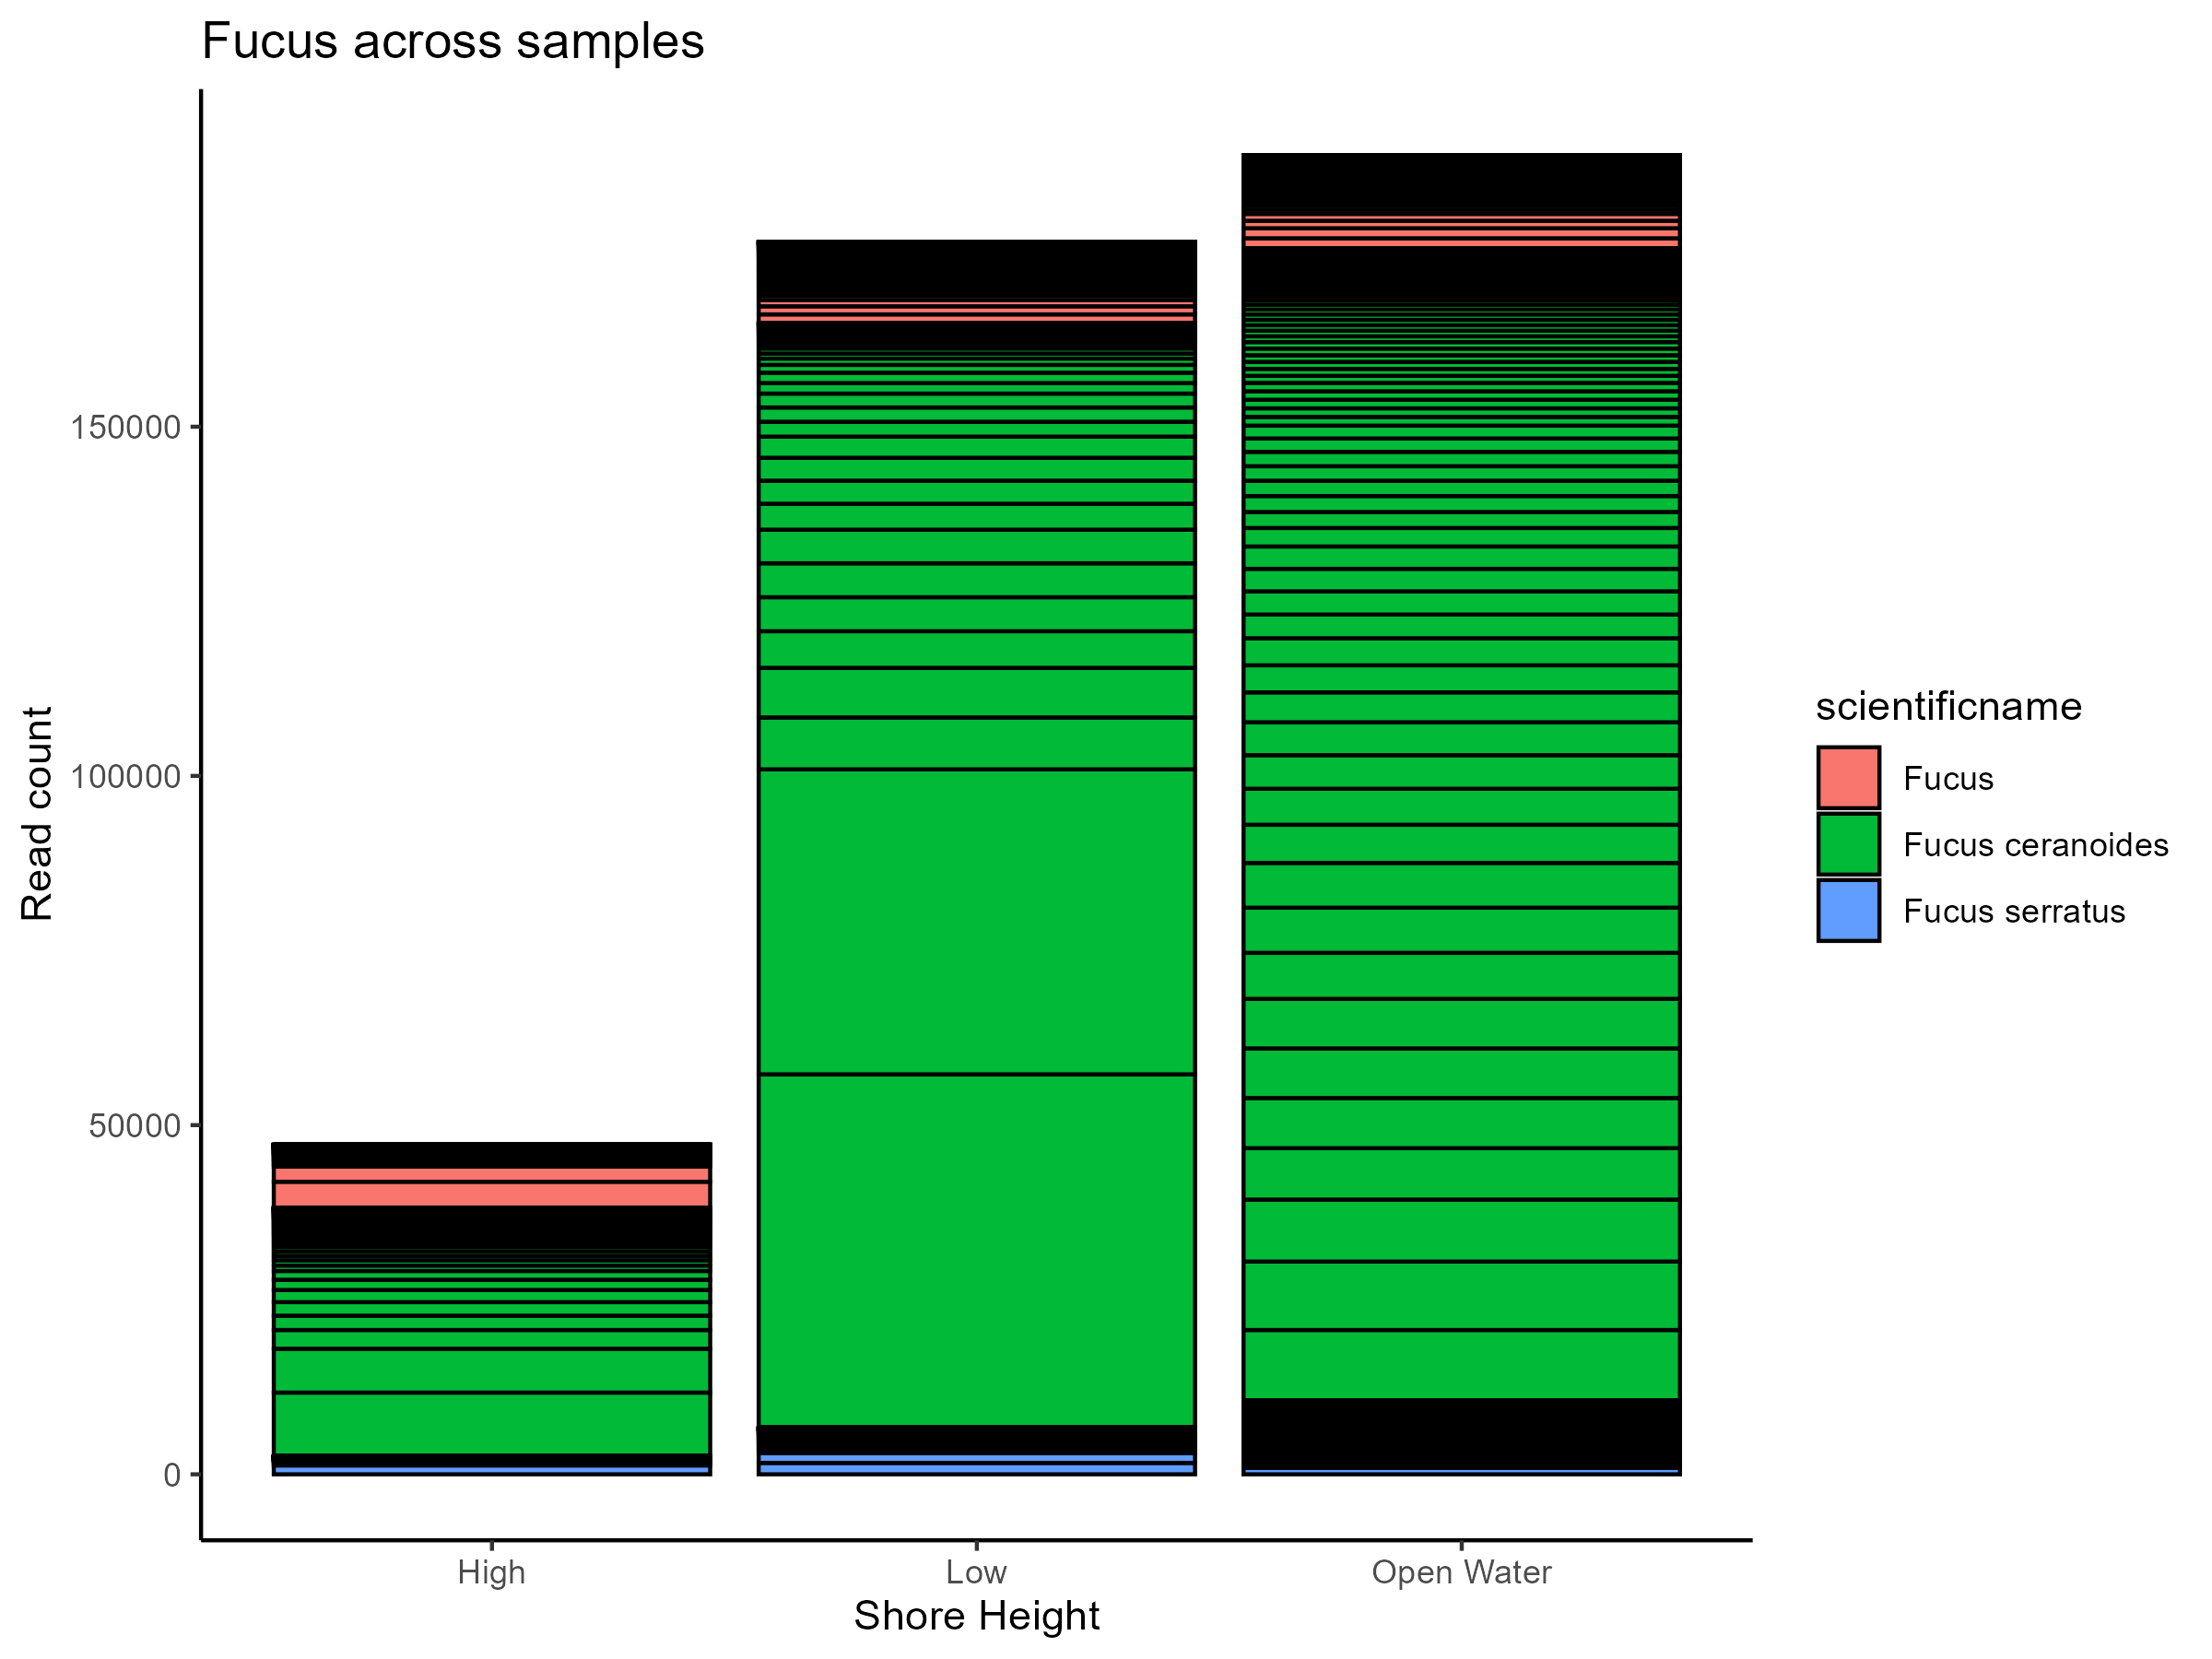 Fucus across samples
Read count
150000
100000
50000
0
High
Low
Open Water
Shore Height
scientificname
Fucus
Fucus ceranoides
Fucus serratus